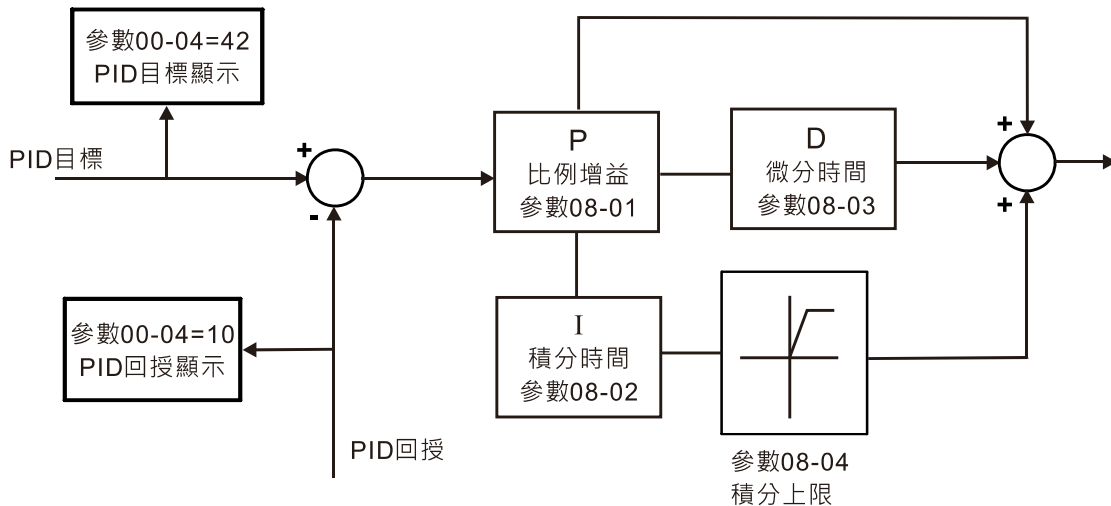 參數00-04=42
PID目標顯示
PID目標
+
-
P
比例增益
參數08-01
D
微分時間
參數08-03
+
+
參數00-04=10
PID回授顯示
I
積分時間
參數08-02
PID回授
參數08-04
積分上限